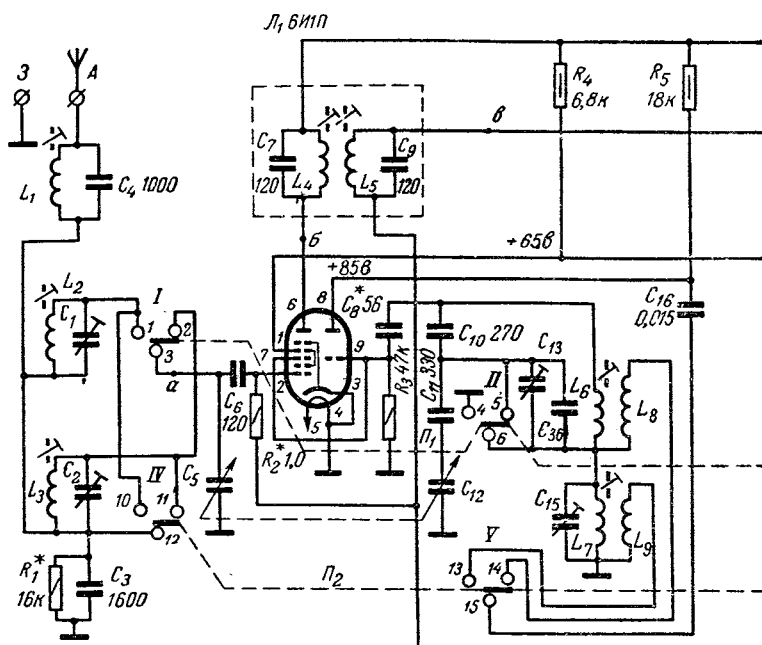 Л₁ 6И1П
З
А
R₄
6,8к
R₅
18к
в
C₇
120
L₄
L₅
C₉
120
L₁
C₄ 1000
б
+65в
+85в
C₁₆
0,015
L₂
I
C₁
1
2
3
а
6
8
C₈* 56
1
9
7
2
3
4
5
C₆
120
R₂* 1,0
R₃ 47к
C₁₀ 270
C₁₁ 330
C₁₃
L₆
L₈
II
4
5
6
C 36
П₁
C₅
C₁₂
L₃
C₂
IV
10
11
12
C₁₅
L₇
L₉
V
13
14
15
R₁*
16к
C₃
1600
П₂